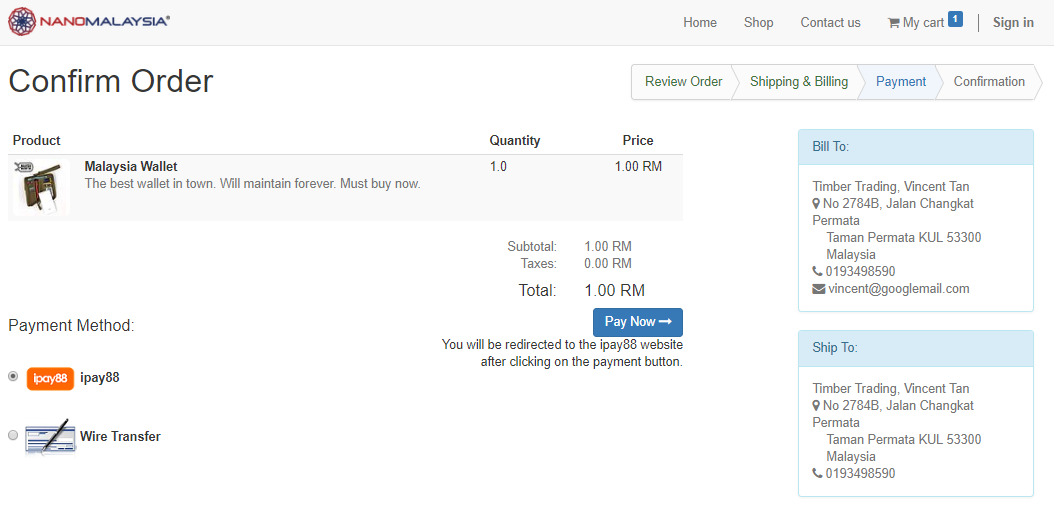 NANOMALAYSIA®
Home Shop Contact us My cart 1 Sign in
Confirm Order
Review Order Shipping & Billing Payment Confirmation
Product Quantity Price
Malaysia Wallet 1.0 1.00 RM
The best wallet in town. Will maintain forever. Must buy now.
Subtotal: 1.00 RM
Taxes: 0.00 RM
Total: 1.00 RM
Pay Now
You will be redirected to the ipay88 website
after clicking on the payment button.
Payment Method:
ipay88 ipay88
Wire Transfer
Bill To:
Timber Trading, Vincent Tan
No 2784B, Jalan Changkat
Permata
Taman Permata KUL 53300
Malaysia
0193498590
vincent@googlemail.com
Ship To:
Timber Trading, Vincent Tan
No 2784B, Jalan Changkat
Permata
Taman Permata KUL 53300
Malaysia
0193498590